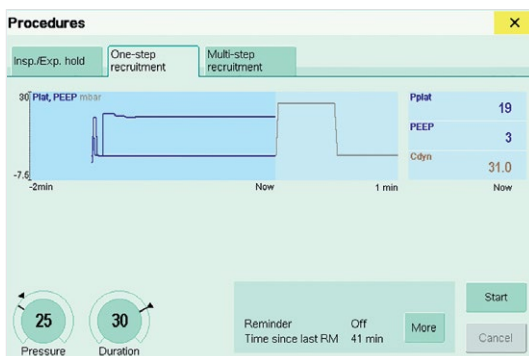 Procedures
Insp./Exp. hold
One-step
recruitment
Multi-step
recruitment
30 Plat, PEEP mbar
-7.5
-2min Now 1 min
Pplat
19
PEEP
3
Cdyn
31.0
Now
25
Pressure
30
Duration
Reminder Off
Time since last RM 41 min
More
Start
Cancel